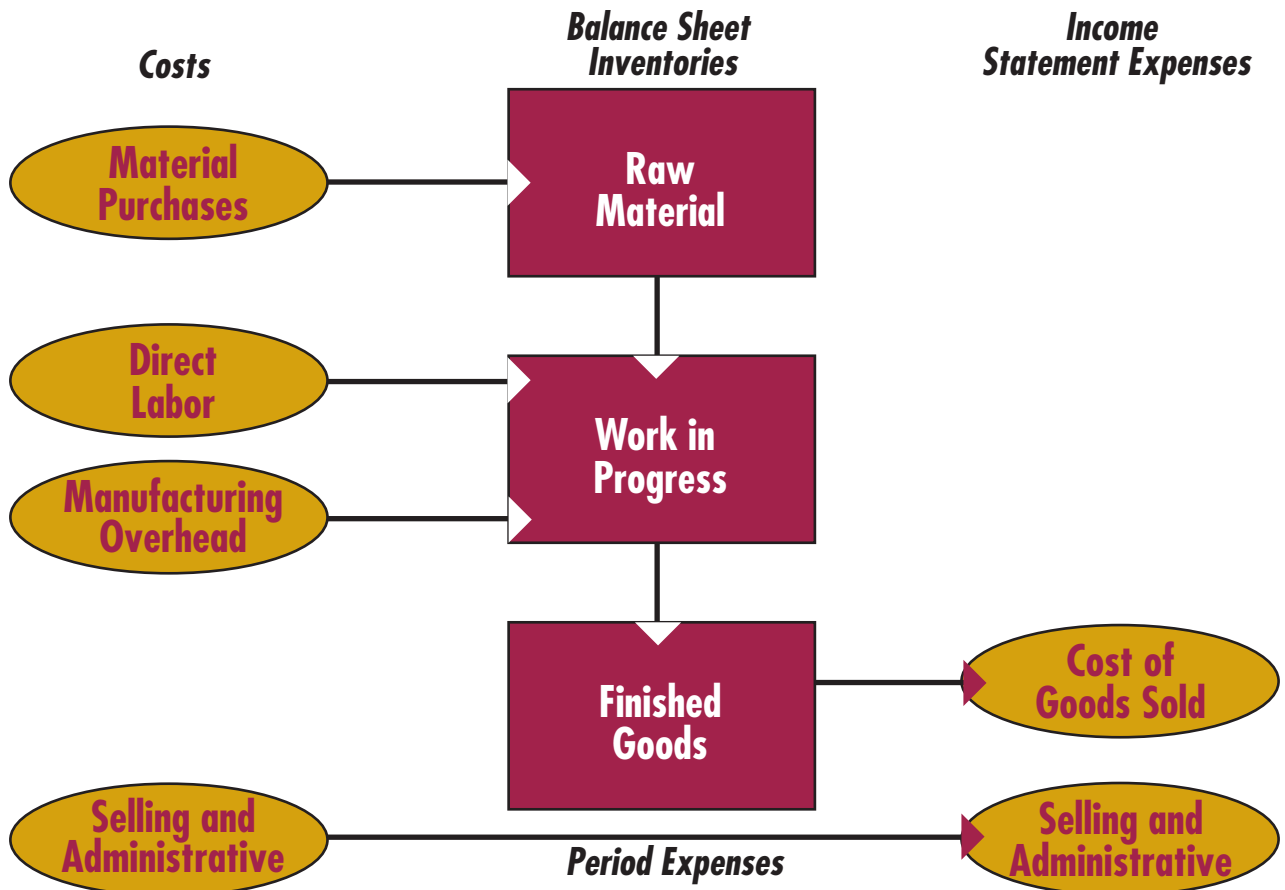 Costs
Balance Sheet
Inventories
Income
Statement Expenses
Material
Purchases
Raw
Material
Direct
Labor
Work in
Progress
Manufacturing
Overhead
Finished
Goods
Cost of
Goods Sold
Selling and
Administrative
Period Expenses
Selling and
Administrative